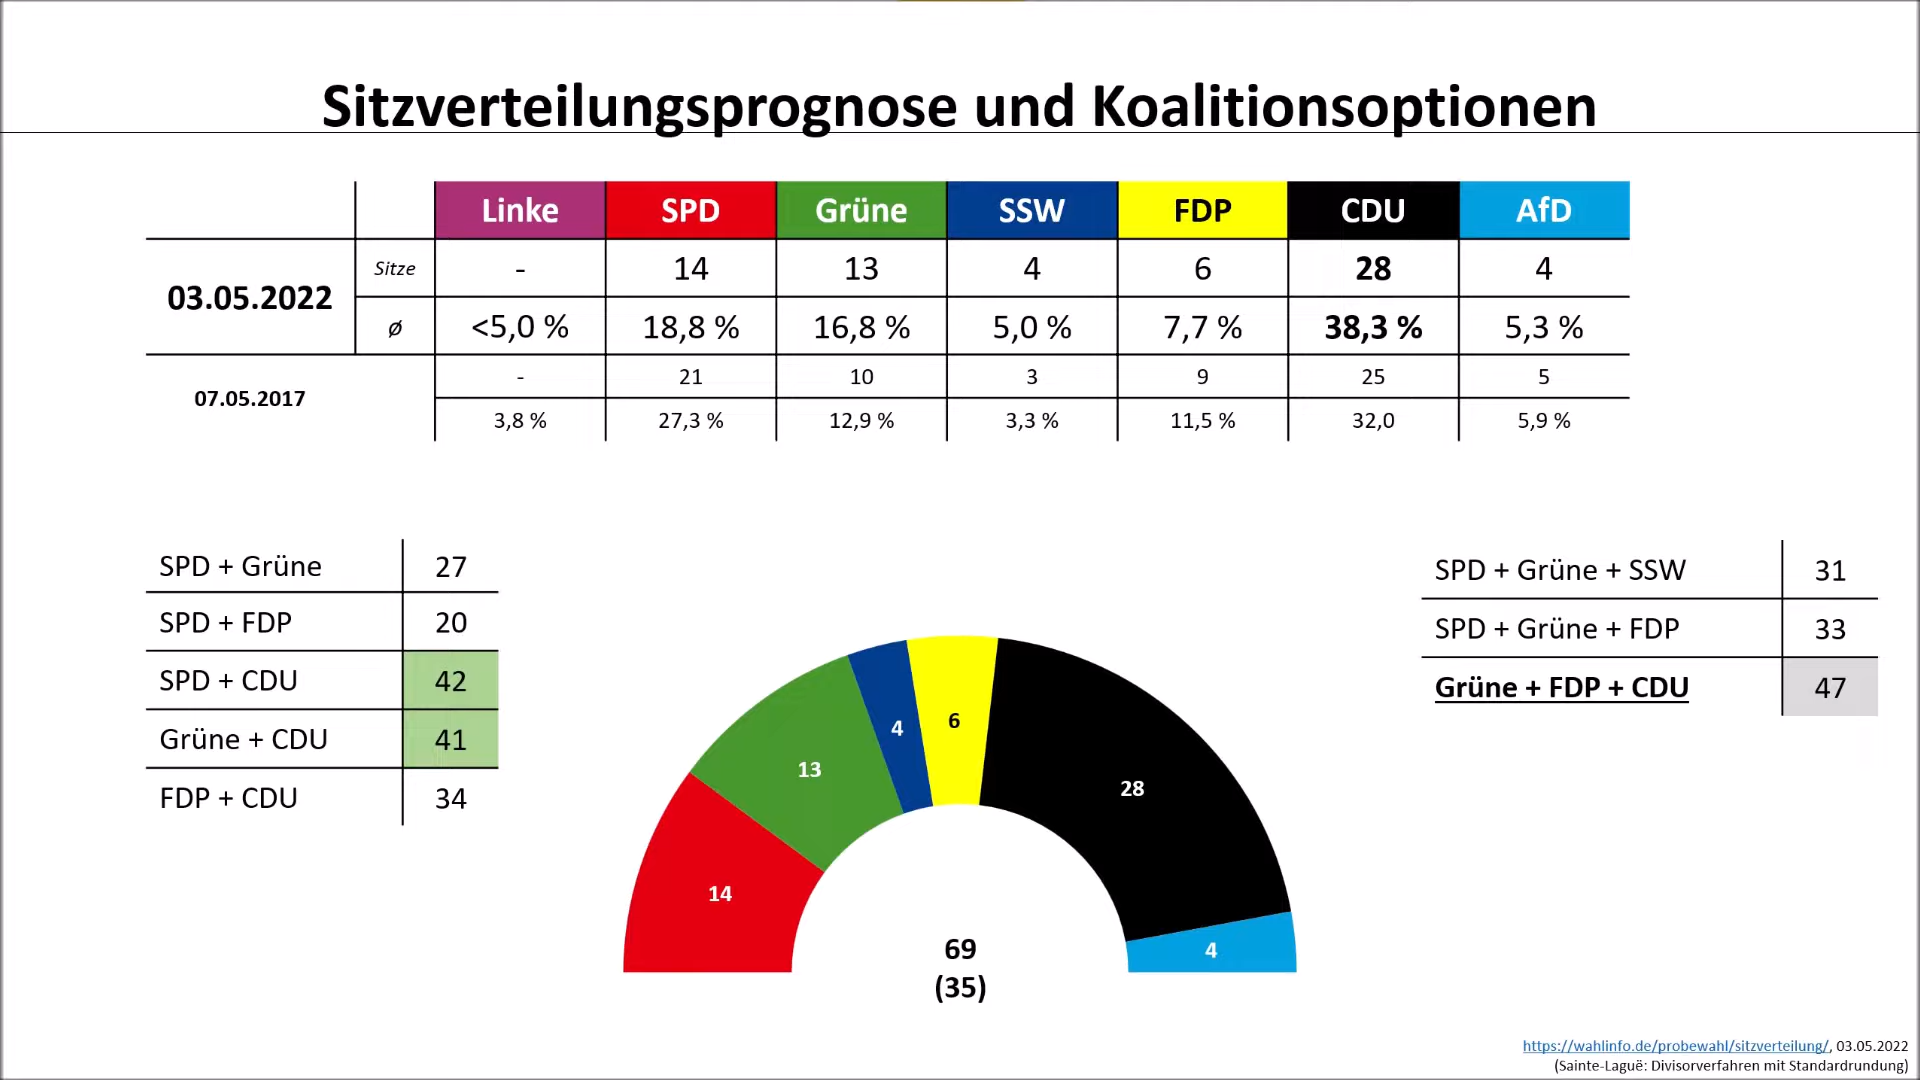 Sitzverteilungsprognose und Koalitionsoptionen
Linke SPD Grüne SSW FDP CDU AfD
03.05.2022
Sitze - 14 13 4 6 28 4
ø <5,0 % 18,8 % 16,8 % 5,0 % 7,7 % 38,3 % 5,3 %
07.05.2017
- 21 10 3 9 25 5
3,8 % 27,3 % 12,9 % 3,3 % 11,5 % 32,0 5,9 %
SPD + Grüne 27
SPD + FDP 20
SPD + CDU 42
Grüne + CDU 41
FDP + CDU 34
14
13
4
6
28
4
69
(35)
SPD + Grüne + SSW 31
SPD + Grüne + FDP 33
Grüne + FDP + CDU 47
https://wahlinfo.de/probewahl/sitzverteilung/, 03.05.2022
(Sainte-Laguë: Divisorverfahren mit Standardrundung)